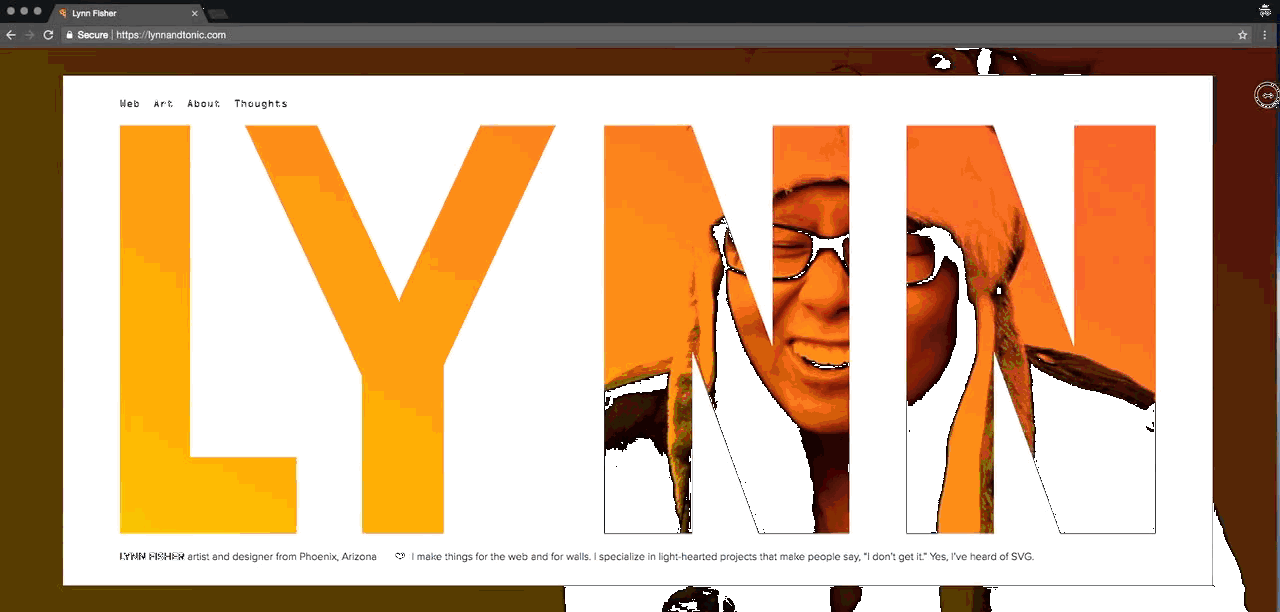 Lynn Fisher
Secure | https://lynnandtonic.com
Web Art About Thoughts
LYNN
LYNN FISHER artist and designer from Phoenix, Arizona I make things for the web and for walls. I specialize in light-hearted projects that make people say, “I don’t get it.” Yes, I’ve heard of SVG.